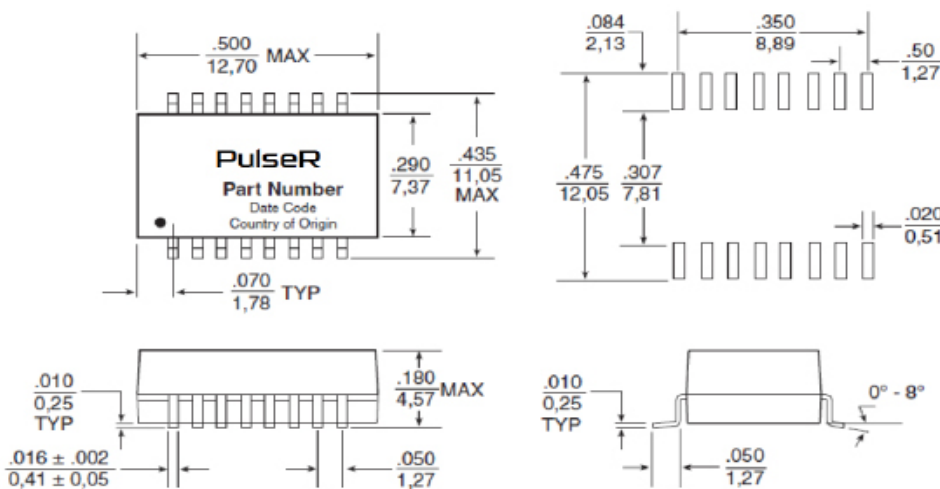 .500
12,70
MAX
PulseR
Part Number
Date Code
Country of Origin
.290
7,37
.435
11,05
MAX
.070
1,78
TYP
.084
2,13
.350
8,89
.50
1,27
.475
12,05
.307
7,81
.020
0,51
.010
0,25
TYP
.180
4,57
MAX
.016 ± .002
0,41 ± 0,05
.050
1,27
.010
0,25
TYP
0° - 8°
.050
1,27